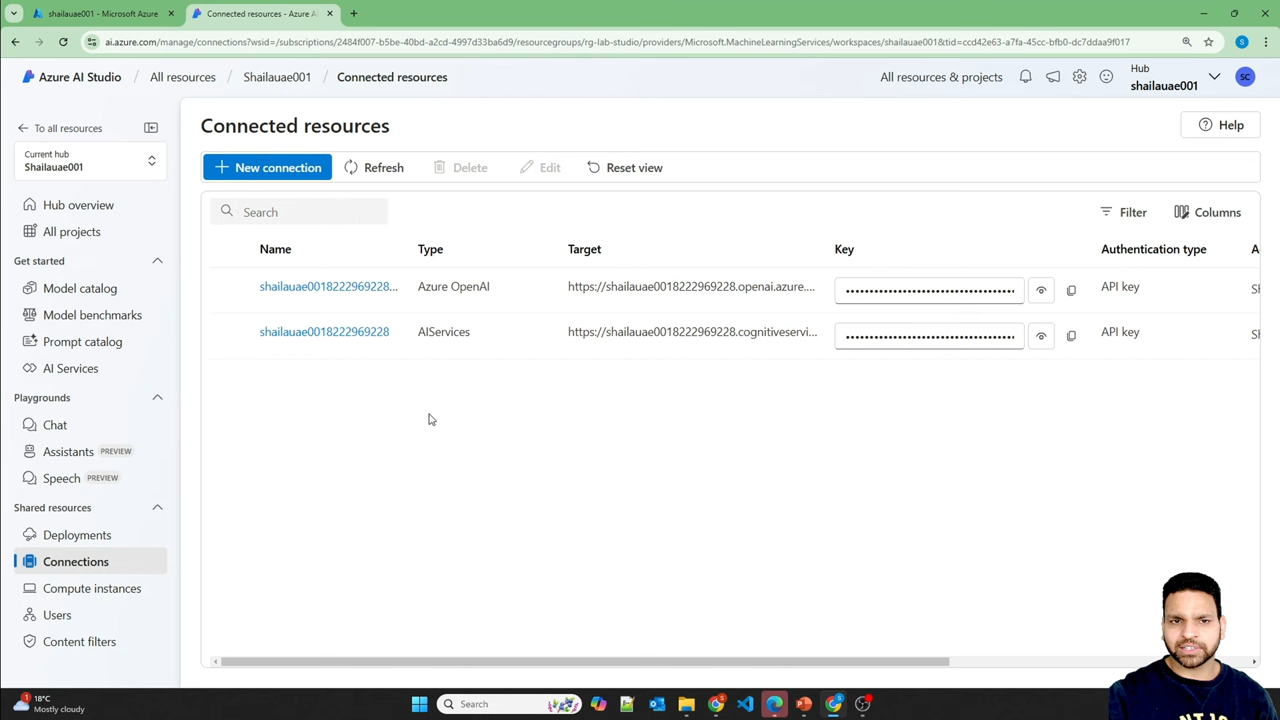 shailauae001 - Microsoft Azure
Connected resources - Azure AI
ai.azure.com/manage/connections?wsid=/subscriptions/2484f007-b5be-40bd-a2cd-4997d33ba6d9/resourcegroups/rg-lab-studio/providers/Microsoft.MachineLearningServices/workspaces/shailauae001&tid=ccd42e63-a7fa-45cc-bfb0-dc7ddaa9f017
S
Azure AI Studio / All resources / Shailauae001 / Connected resources
All resources & projects
Hub
shailauae001
SC
To all resources
Current hub
Shailauae001
Hub overview
All projects
Get started
Model catalog
Model benchmarks
Prompt catalog
AI Services
Playgrounds
Chat
Assistants PREVIEW
Speech PREVIEW
Shared resources
Deployments
Connections
Compute instances
Users
Content filters
Connected resources
Help
New connection Refresh Delete Edit Reset view
Search
Filter Columns
Name Type Target Key Authentication type A
shailauae0018222969228... Azure OpenAI https://shailauae0018222969228.openai.azure.... API key Sh
shailauae0018222969228 AIServices https://shailauae0018222969228.cognitiveservi... API key Sh
1
18°C
Mostly cloudy
Search